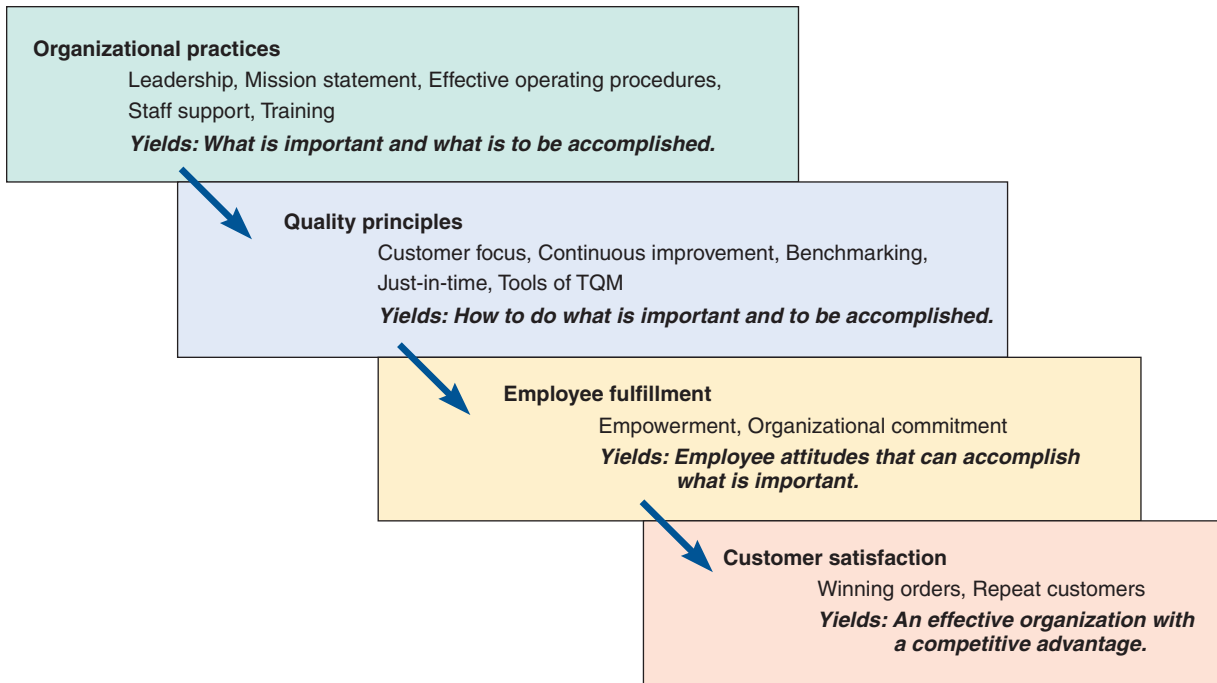 Organizational practices
Leadership, Mission statement, Effective operating procedures,
Staff support, Training
Yields: What is important and what is to be accomplished.
Quality principles
Customer focus, Continuous improvement, Benchmarking,
Just-in-time, Tools of TQM
Yields: How to do what is important and to be accomplished.
Employee fulfillment
Empowerment, Organizational commitment
Yields: Employee attitudes that can accomplish
what is important.
Customer satisfaction
Winning orders, Repeat customers
Yields: An effective organization with
a competitive advantage.